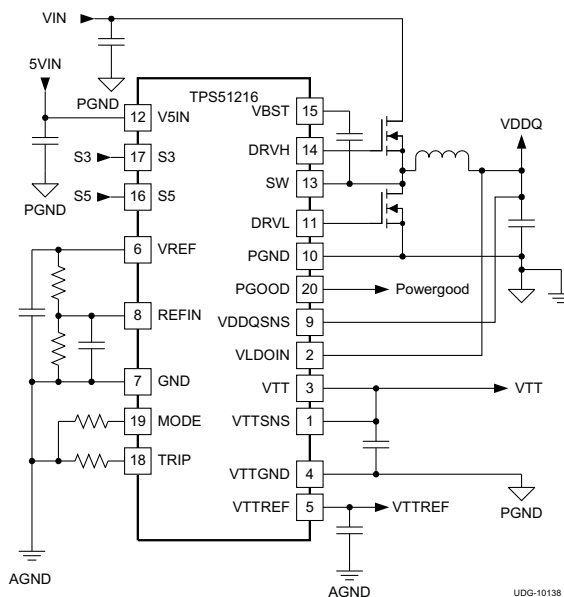 VIN
5VIN
PGND
TPS51216
12 V5IN
VBST 15
VDDQ
17 S3
S3
DRVH 14
16 S5
S5
SW 13
PGND
DRVL 11
6 VREF
PGND 10
PGOOD 20
Powergood
8 REFIN
VDDQSNS 9
VLDOIN 2
7 GND
VTT 3
VTT
19 MODE
VTTSNS 1
18 TRIP
VTTGND 4
VTTREF 5
VTTREF
PGND
AGND
AGND
UDG-10138